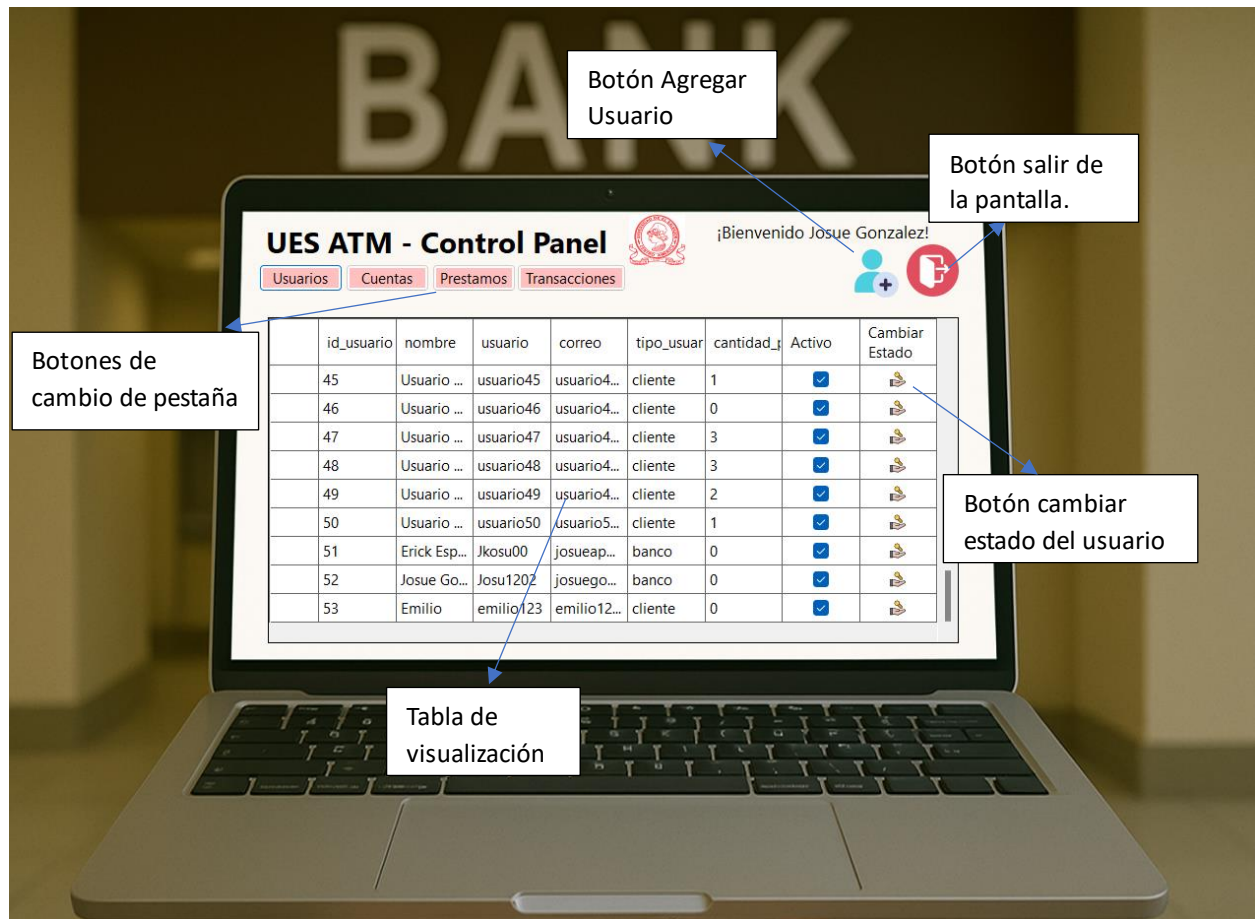 BANK
Botón Agregar
Usuario
Botón salir de
la pantalla.
UES ATM - Control Panel
¡Bienvenido Josue Gonzalez!
Usuarios Cuentas Prestamos Transacciones
Botones de
cambio de pestaña
id_usuario nombre usuario correo tipo_usuar cantidad_p Activo Cambiar Estado
45 Usuario ... usuario45 usuario4... cliente 1
46 Usuario ... usuario46 usuario4... cliente 0
47 Usuario ... usuario47 usuario4... cliente 3
48 Usuario ... usuario48 usuario4... cliente 3
49 Usuario ... usuario49 usuario4... cliente 2
50 Usuario ... usuario50 usuario5... cliente 1
51 Erick Esp... Jkosu00 josueap... banco 0
52 Josue Go... Josu1202 josuego... banco 0
53 Emilio emilio123 emilio12... cliente 0
Botón cambiar
estado del usuario
Tabla de
visualización